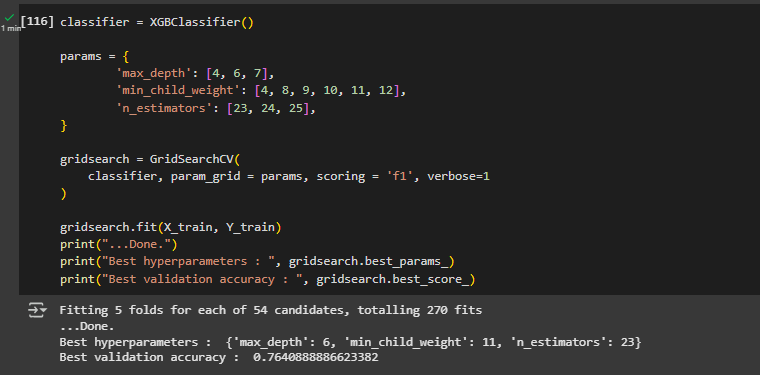 [116] classifier = XGBClassifier()
1 min
params = {
'max_depth': [4, 6, 7],
'min_child_weight': [4, 8, 9, 10, 11, 12],
'n_estimators': [23, 24, 25],
}
gridsearch = GridSearchCV(
classifier, param_grid = params, scoring = 'f1', verbose=1
)
gridsearch.fit(X_train, Y_train)
print("...Done.")
print("Best hyperparameters : ", gridsearch.best_params_)
print("Best validation accuracy : ", gridsearch.best_score_)
Fitting 5 folds for each of 54 candidates, totalling 270 fits
...Done.
Best hyperparameters :  {'max_depth': 6, 'min_child_weight': 11, 'n_estimators': 23}
Best validation accuracy :  0.7640888886623382